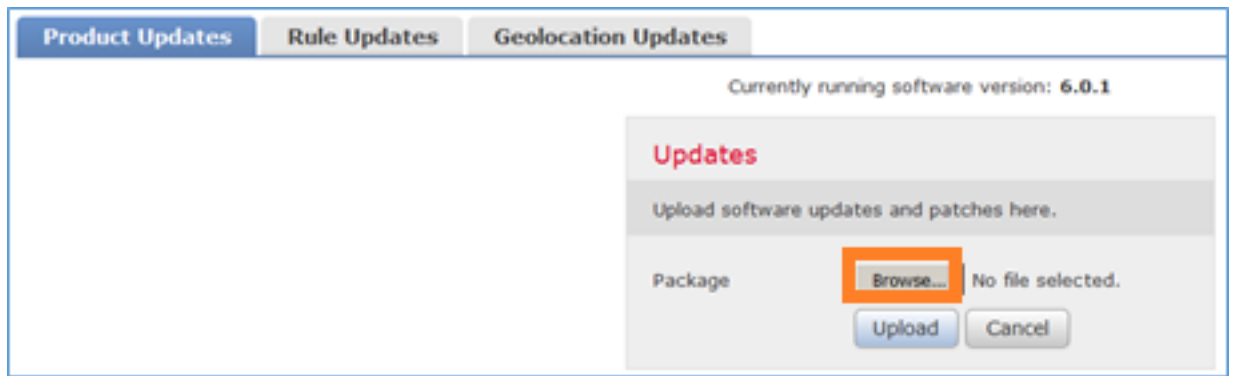 Product Updates Rule Updates Geolocation Updates
Currently running software version: 6.0.1
Updates
Upload software updates and patches here.
Package Browse... No file selected.
Upload Cancel